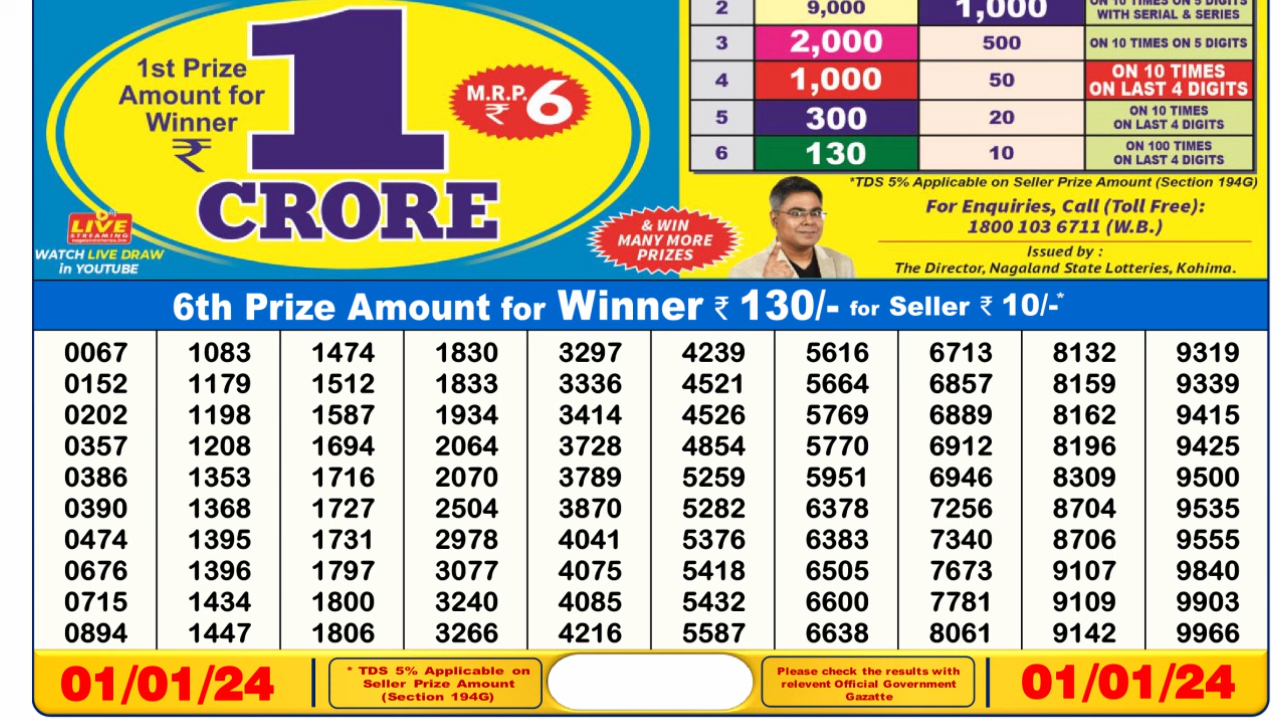 1st Prize
Amount for
Winner
₹
1
CRORE
M.R.P.
₹ 6
LIVE
STREAMING
WATCH LIVE DRAW
in YOUTUBE
2 9,000 1,000 ON 10 TIMES ON 5 DIGITS
WITH SERIAL & SERIES
3 2,000 500 ON 10 TIMES ON 5 DIGITS
4 1,000 50 ON 10 TIMES
ON LAST 4 DIGITS
5 300 20 ON 10 TIMES
ON LAST 4 DIGITS
6 130 10 ON 100 TIMES
ON LAST 4 DIGITS
*TDS 5% Applicable on Seller Prize Amount (Section 194G)
& WIN
MANY MORE
PRIZES
For Enquiries, Call (Toll Free):
1800 103 6711 (W.B.)
Issued by :
The Director, Nagaland State Lotteries, Kohima.
6th Prize Amount for Winner ₹ 130/- for Seller ₹ 10/-*
0067 1083 1474 1830 3297 4239 5616 6713 8132 9319
0152 1179 1512 1833 3336 4521 5664 6857 8159 9339
0202 1198 1587 1934 3414 4526 5769 6889 8162 9415
0357 1208 1694 2064 3728 4854 5770 6912 8196 9425
0386 1353 1716 2070 3789 5259 5951 6946 8309 9500
0390 1368 1727 2504 3870 5282 6378 7256 8704 9535
0474 1395 1731 2978 4041 5376 6383 7340 8706 9555
0676 1396 1797 3077 4075 5418 6505 7673 9107 9840
0715 1434 1800 3240 4085 5432 6600 7781 9109 9903
0894 1447 1806 3266 4216 5587 6638 8061 9142 9966
01/01/24
* TDS 5% Applicable on
Seller Prize Amount
(Section 194G)
Please check the results with
relevent Official Government
Gazatte
01/01/24